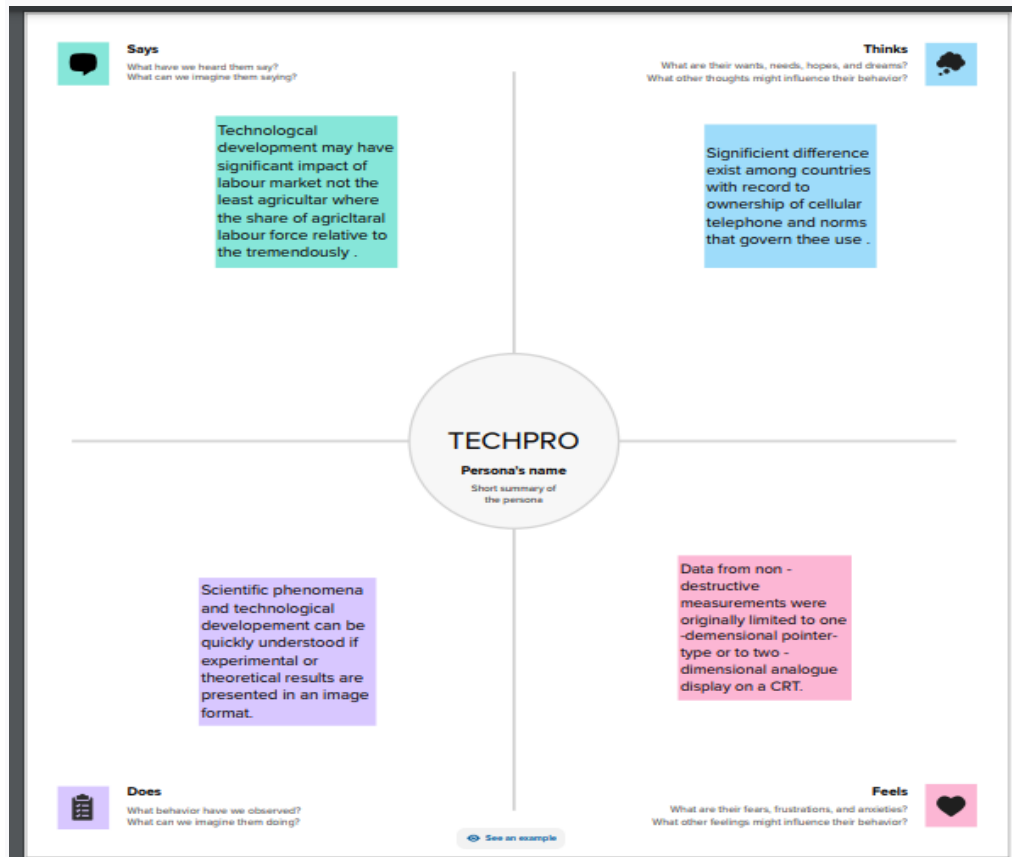 Says
What have we heard them say?
What can we imagine them saying?
Thinks
What are their wants, needs, hopes, and dreams?
What other thoughts might influence their behavior?
Technologcal
development may have
significant impact of
labour market not the
least agricultar where
the share of agricltaral
labour force relative to
the tremendously .
Significient difference
exist among countries
with record to
ownership of cellular
telephone and norms
that govern thee use .
TECHPRO
Persona's name
Short summary of
the persona
Scientific phenomena
and technological
developement can be
quickly understood if
experimental or
theoretical results are
presented in an image
format.
Data from non -
destructive
measurements were
originally limited to one
-demensional pointer-
type or to two -
dimensional analogue
display on a CRT.
Does
What behavior have we observed?
What can we imagine them doing?
Feels
What are their fears, frustrations, and anxieties?
What other feelings might influence their behavior?
See an example